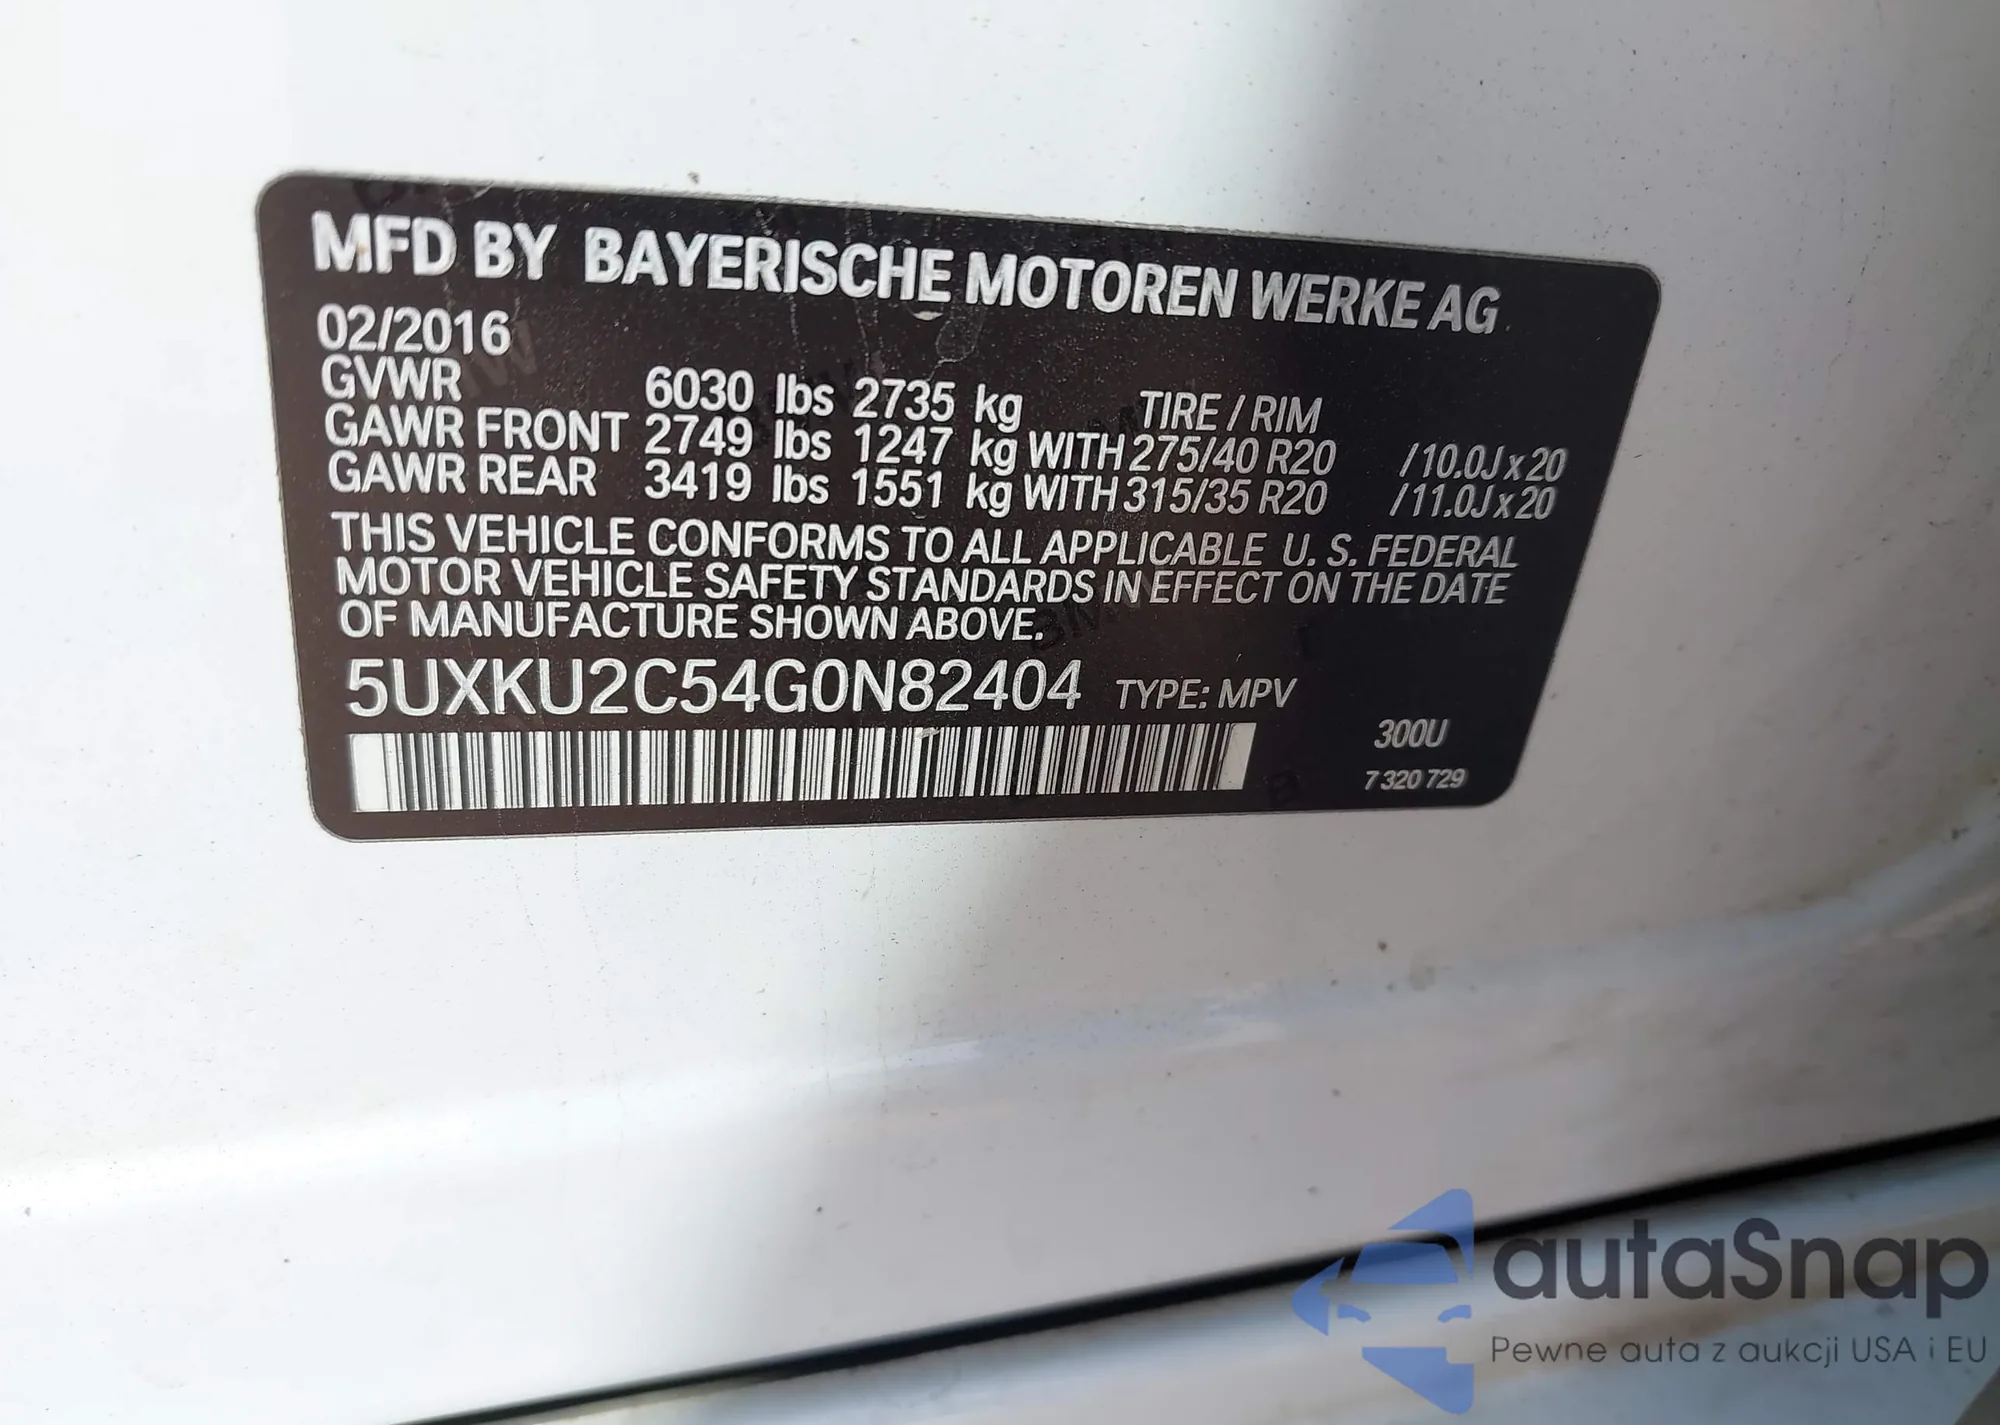 MFD BY BAYERISCHE MOTOREN WERKE AG
02/2016
GVWR 6030 lbs 2735 kg TIRE / RIM
GAWR FRONT 2749 lbs 1247 kg WITH 275/40 R20 /10.0J x 20
GAWR REAR 3419 lbs 1551 kg WITH 315/35 R20 /11.0J x 20
THIS VEHICLE CONFORMS TO ALL APPLICABLE U. S. FEDERAL
MOTOR VEHICLE SAFETY STANDARDS IN EFFECT ON THE DATE
OF MANUFACTURE SHOWN ABOVE.
5UXKU2C54G0N82404 TYPE: MPV
300U
7 320 729
autaSnap
Pewne auta z aukcji USA i EU